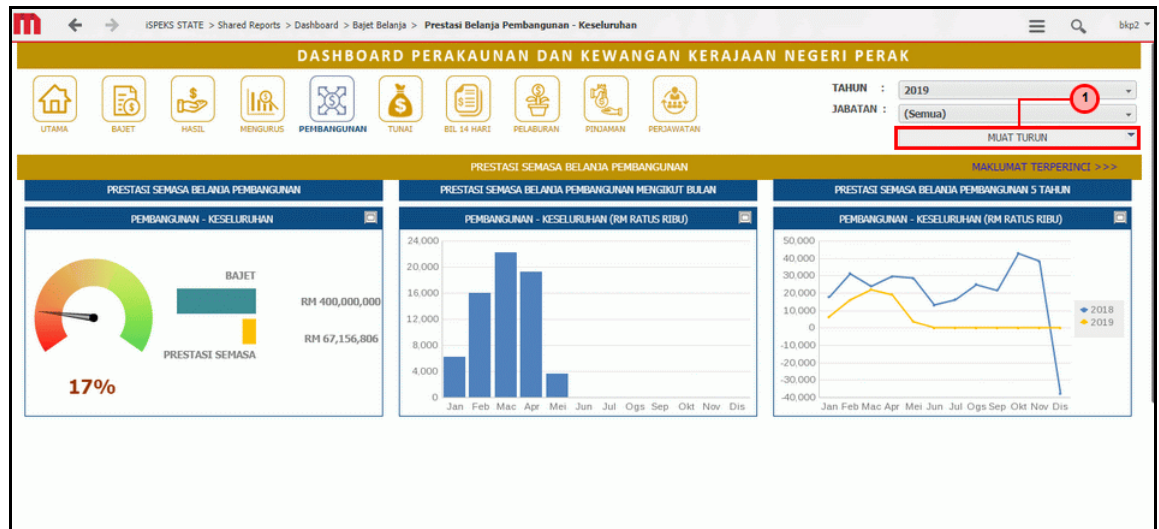 iSPEKS STATE > Shared Reports > Dashboard > Bajet Belanja > Prestasi Belanja Pembangunan - Keseluruhan
bkp2
DASHBOARD PERAKAUNAN DAN KEWANGAN KERAJAAN NEGERI PERAK
UTAMA BAJET HASIL MENGURUS PEMBANGUNAN TUNAI BIL 14 HARI PELABURAN PINJAMAN PERJAWATAN
TAHUN : 2019
JABATAN : (Semua)
1
MUAT TURUN
PRESTASI SEMASA BELANJA PEMBANGUNAN
MAKLUMAT TERPERINCI >>>
PRESTASI SEMASA BELANJA PEMBANGUNAN
PEMBANGUNAN - KESELURUHAN
BAJET
RM 400,000,000
RM 67,156,806
PRESTASI SEMASA
17%
PRESTASI SEMASA BELANJA PEMBANGUNAN MENGIKUT BULAN
PEMBANGUNAN - KESELURUHAN (RM RATUS RIBU)
24,000
20,000
16,000
12,000
8,000
4,000
0
Jan Feb Mac Apr Mei Jun Jul Ogs Sep Okt Nov Dis
PRESTASI SEMASA BELANJA PEMBANGUNAN 5 TAHUN
PEMBANGUNAN - KESELURUHAN (RM RATUS RIBU)
50,000
40,000
30,000
20,000
10,000
0
-10,000
-20,000
-30,000
-40,000
Jan Feb Mac Apr Mei Jun Jul Ogs Sep Okt Nov Dis
2018
2019